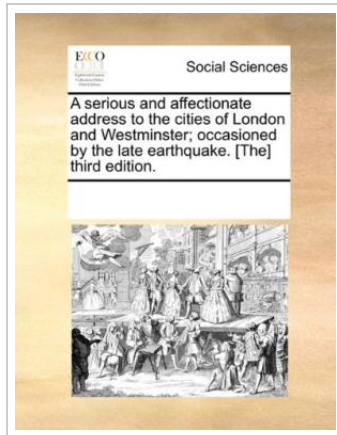 ECCO
Social Sciences
A serious and affectionate
address to the cities of London
and Westminster; occasioned
by the late earthquake. [The]
third edition.